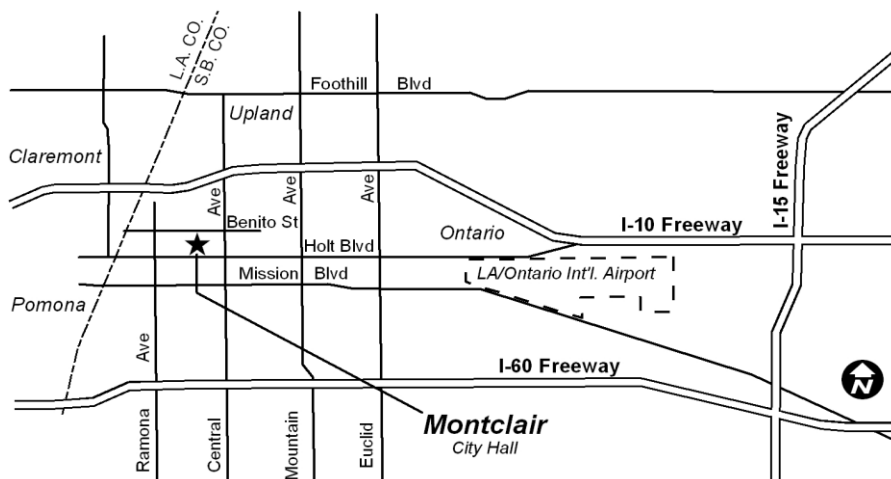 L.A. CO.
S.B. CO.
Foothill Blvd
Upland
Claremont
I-15 Freeway
Ave
Ave
Ave
Benito St
Ontario
I-10 Freeway
Holt Blvd
Mission Blvd
LA/Ontario Int'l. Airport
Pomona
Ave
I-60 Freeway
N
Montclair
City Hall
Ramona
Central
Mountain
Euclid